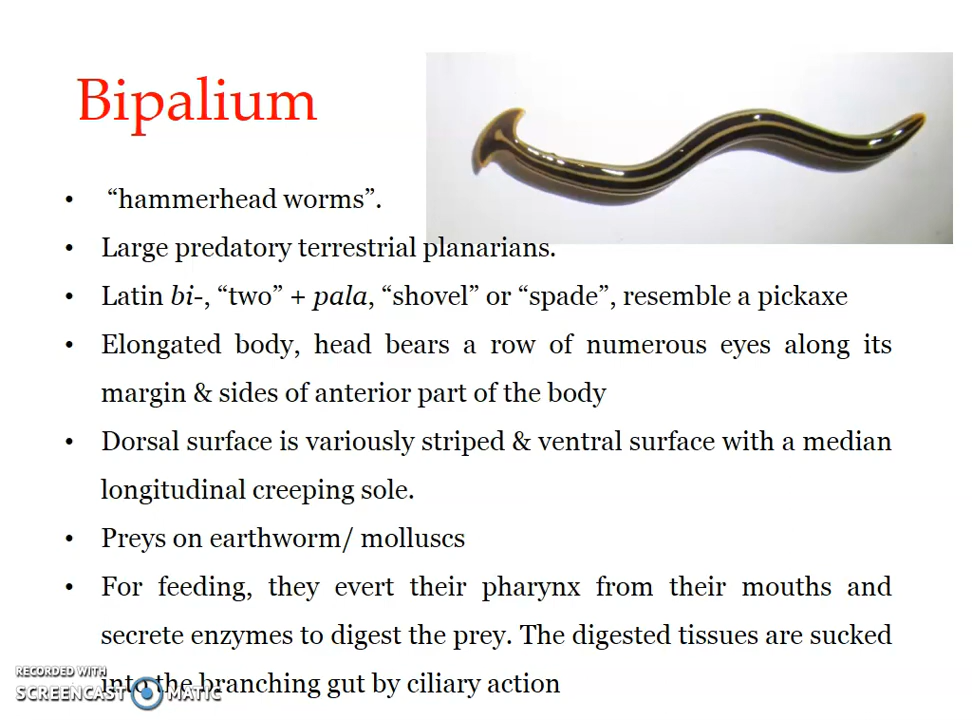 Bipalium
• “hammerhead worms”.
• Large predatory terrestrial planarians.
• Latin bi-, “two” + pala, “shovel” or “spade”, resemble a pickaxe
• Elongated body, head bears a row of numerous eyes along its
margin & sides of anterior part of the body
• Dorsal surface is variously striped & ventral surface with a median
longitudinal creeping sole.
• Preys on earthworm/ molluscs
• For feeding, they evert their pharynx from their mouths and
secrete enzymes to digest the prey. The digested tissues are sucked
into the branching gut by ciliary action
RECORDED WITH
SCREENCAST MATIC